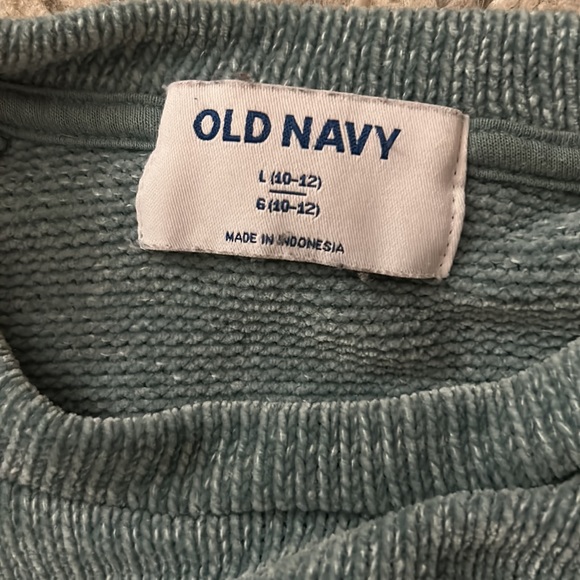 OLD NAVY
L (10-12)
G (10-12)
MADE IN INDONESIA